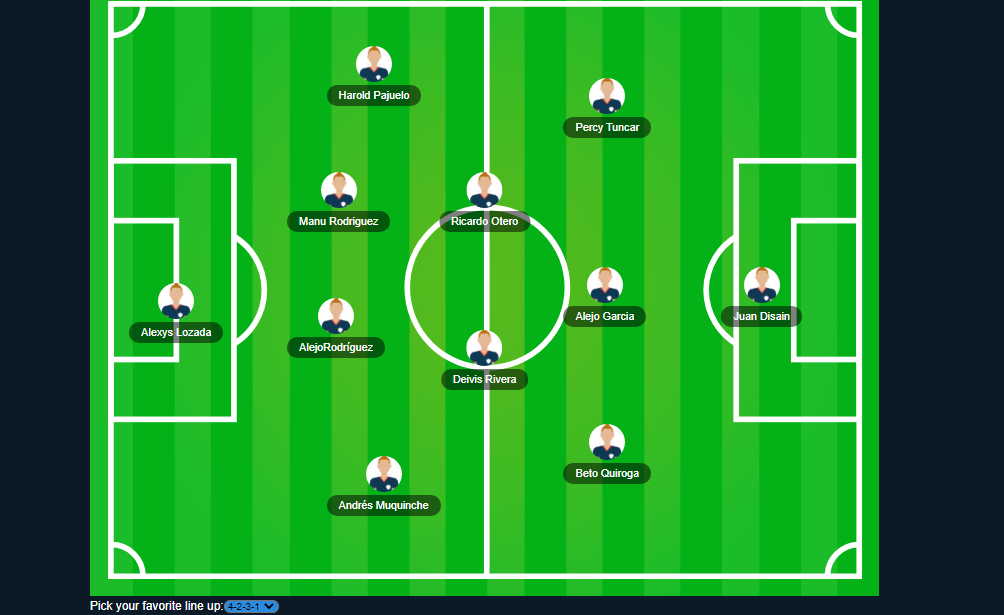 Harold Pajuelo
Percy Tuncar
Manu Rodriguez
Ricardo Otero
Alexys Lozada
Alejo Garcia
Juan Disain
AlejoRodríguez
Deivis Rivera
Beto Quiroga
Andrés Muquinche
Pick your favorite line up: 4-2-3-1